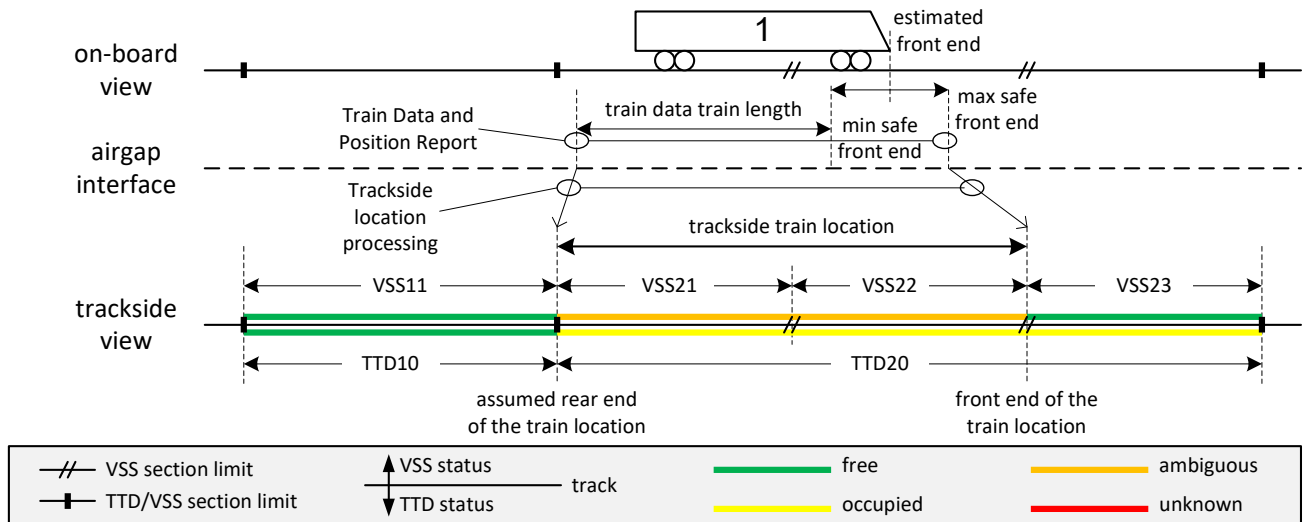 on-board
view
1
estimated
front end
Train Data and
Position Report
train data train length
min safe
front end
max safe
front end
airgap
interface
Trackside
location
processing
trackside train location
trackside
view
VSS11
VSS21
VSS22
VSS23
TTD10
TTD20
assumed rear end
of the train location
front end of the
train location
VSS section limit
TTD/VSS section limit
VSS status
track
TTD status
free
occupied
ambiguous
unknown